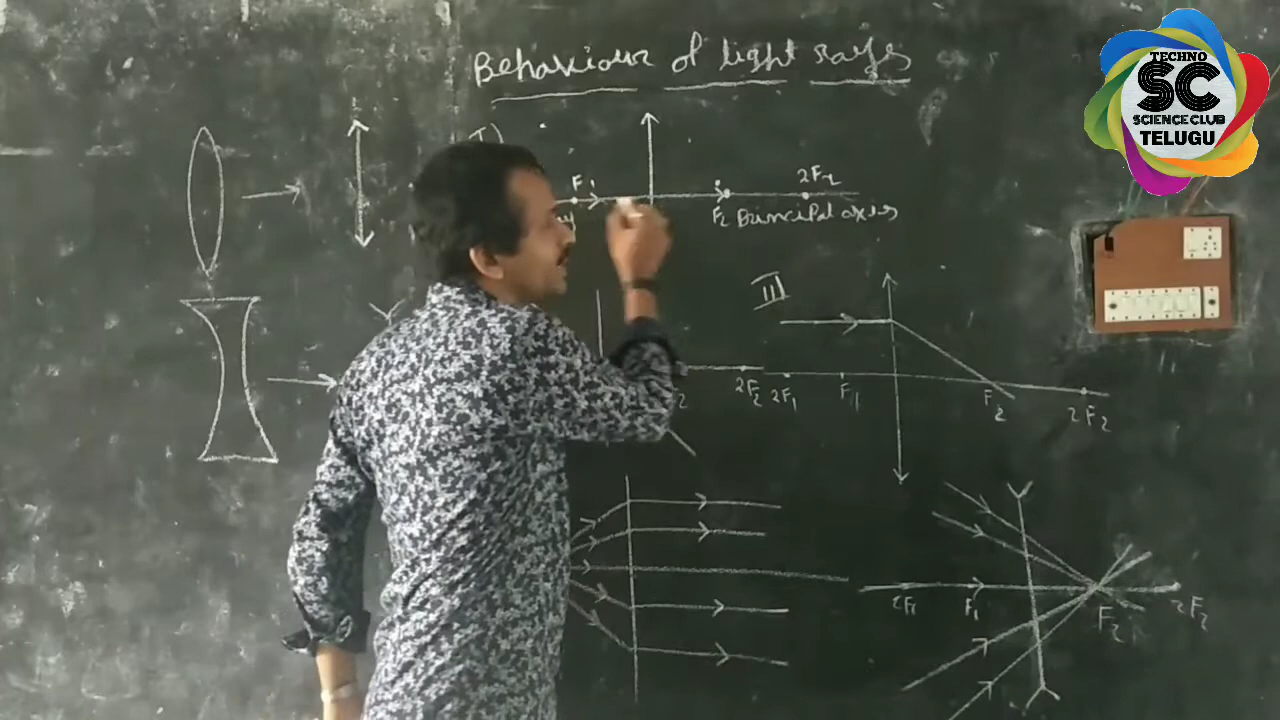 Behaviour of light rays
TECHNO
SC
SCIENCE CLUB
TELUGU
I)
F1
2F2
F2 Principal axis
III
2F2 2F1 F1 F2 2F2
2F1 F1 F2 2F2